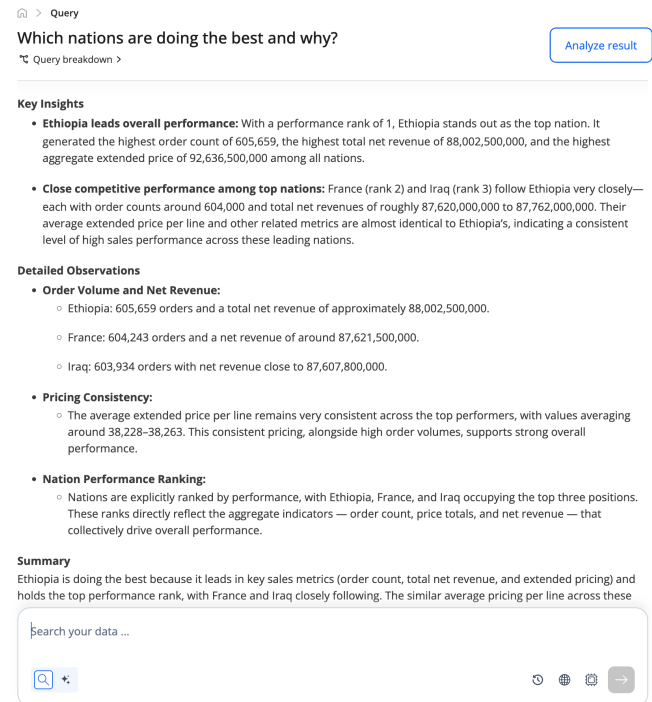 Query
Which nations are doing the best and why?
Analyze result
Query breakdown
Key Insights
• Ethiopia leads overall performance: With a performance rank of 1, Ethiopia stands out as the top nation. It
generated the highest order count of 605,659, the highest total net revenue of 88,002,500,000, and the highest
aggregate extended price of 92,636,500,000 among all nations.
• Close competitive performance among top nations: France (rank 2) and Iraq (rank 3) follow Ethiopia very closely—
each with order counts around 604,000 and total net revenues of roughly 87,620,000,000 to 87,762,000,000. Their
average extended price per line and other related metrics are almost identical to Ethiopia's, indicating a consistent
level of high sales performance across these leading nations.
Detailed Observations
• Order Volume and Net Revenue:
○ Ethiopia: 605,659 orders and a total net revenue of approximately 88,002,500,000.
○ France: 604,243 orders and a net revenue of around 87,621,500,000.
○ Iraq: 603,934 orders with net revenue close to 87,607,800,000.
• Pricing Consistency:
○ The average extended price per line remains very consistent across the top performers, with values averaging
around 38,228–38,263. This consistent pricing, alongside high order volumes, supports strong overall
performance.
• Nation Performance Ranking:
○ Nations are explicitly ranked by performance, with Ethiopia, France, and Iraq occupying the top three positions.
These ranks directly reflect the aggregate indicators — order count, price totals, and net revenue — that
collectively drive overall performance.
Summary
Ethiopia is doing the best because it leads in key sales metrics (order count, total net revenue, and extended pricing) and
holds the top performance rank, with France and Iraq closely following. The similar average pricing per line across these
Search your data ...